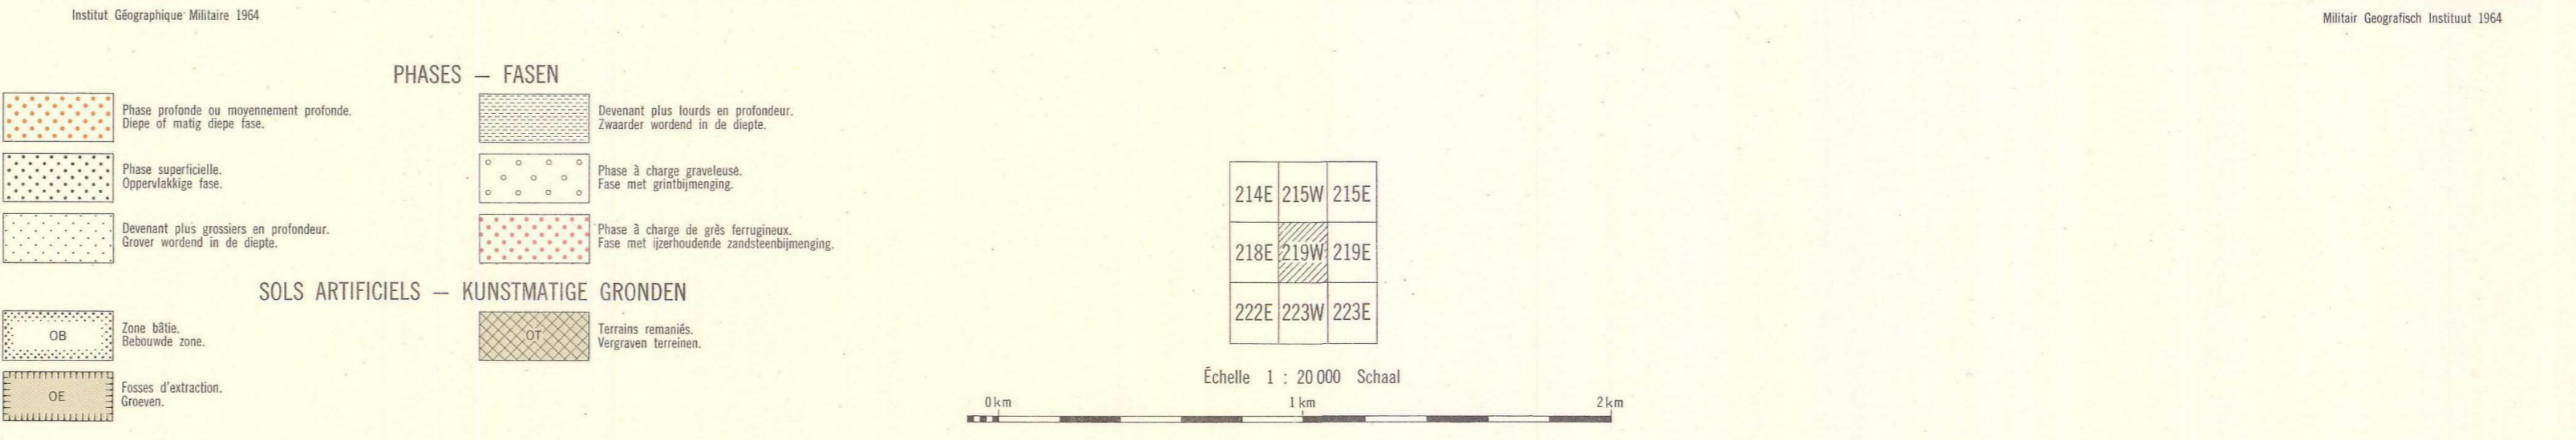 Institut Géographique Militaire 1964
Militair Geografisch Instituut 1964
PHASES — FASEN
Phase profonde ou moyennement profonde.
Diepe of matig diepe fase.
Phase superficielle.
Oppervlakkige fase.
Devenant plus grossiers en profondeur.
Grover wordend in de diepte.
Devenant plus lourds en profondeur.
Zwaarder wordend in de diepte.
Phase à charge graveleuse.
Fase met grintbijmenging.
Phase à charge de grès ferrugineux.
Fase met ijzerhoudende zandsteenbijmenging.
SOLS ARTIFICIELS — KUNSTMATIGE GRONDEN
OB
Zone bâtie.
Bebouwde zone.
OE
Fosses d'extraction.
Groeven.
OT
Terrains remaniés.
Vergraven terreinen.
214E 215W 215E
218E 219W 219E
222E 223W 223E
Échelle 1 : 20 000 Schaal
0 km 1 km 2 km